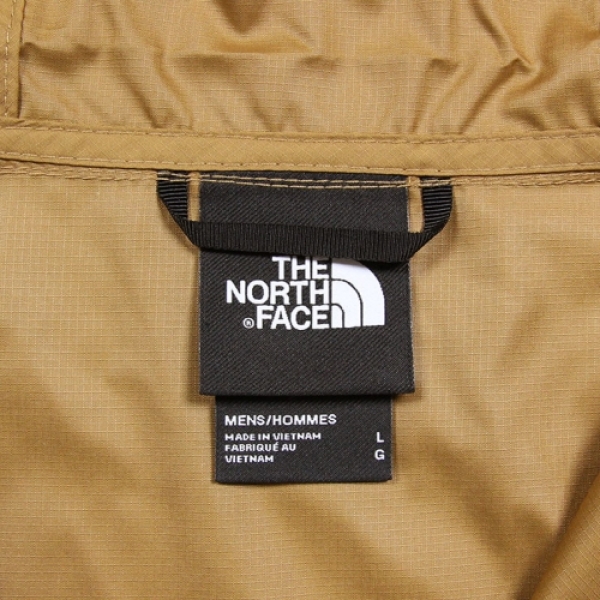 THE
NORTH
® FACE
MENS/HOMMES
MADE IN VIETNAM L
FABRIQUÉ AU
VIETNAM G